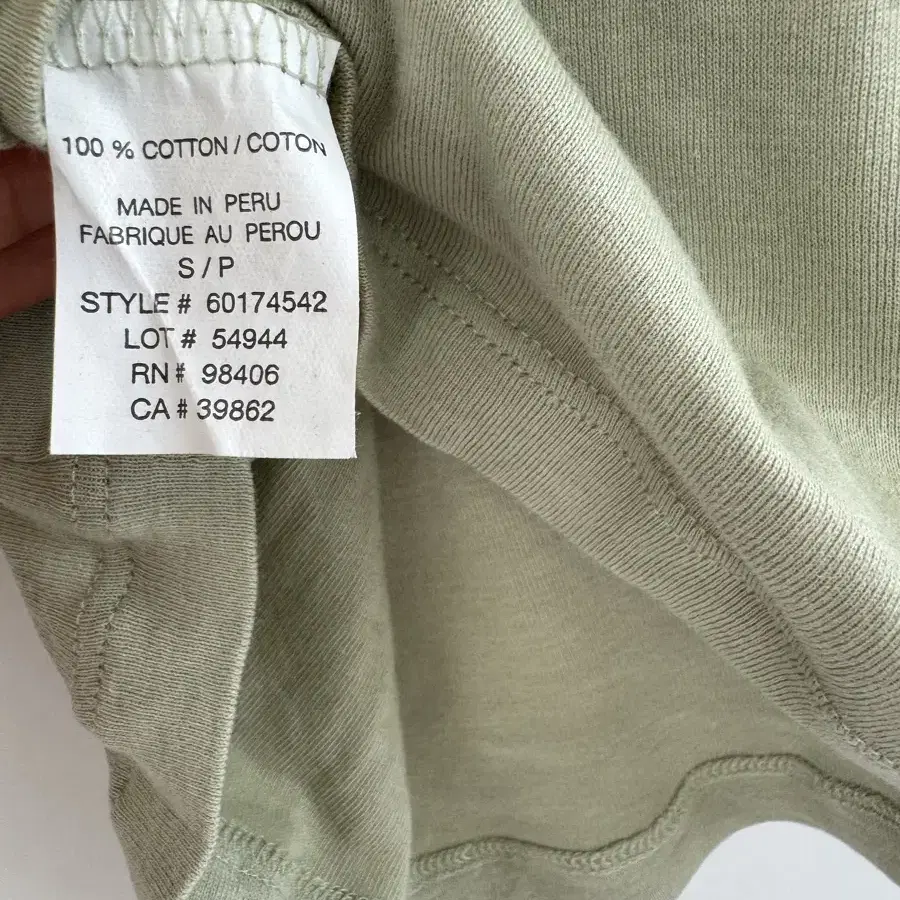 100 % COTTON / COTON
MADE IN PERU
FABRIQUE AU PEROU
S / P
STYLE # 60174542
LOT # 54944
RN # 98406
CA # 39862